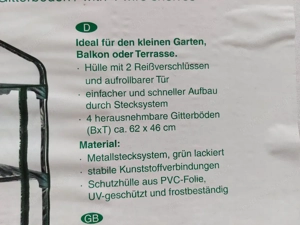 D
Ideal für den kleinen Garten,
Balkon oder Terrasse.
· Hülle mit 2 Reißverschlüssen
und aufrollbarer Tür
· einfacher und schneller Aufbau
durch Stecksystem
· 4 herausnehmbare Gitterböden
(BxT) ca. 62 x 46 cm
Material:
· Metallstecksystem, grün lackiert
· stabile Kunststoffverbindungen
· Schutzhülle aus PVC-Folie,
UV-geschützt und frostbeständig
GB